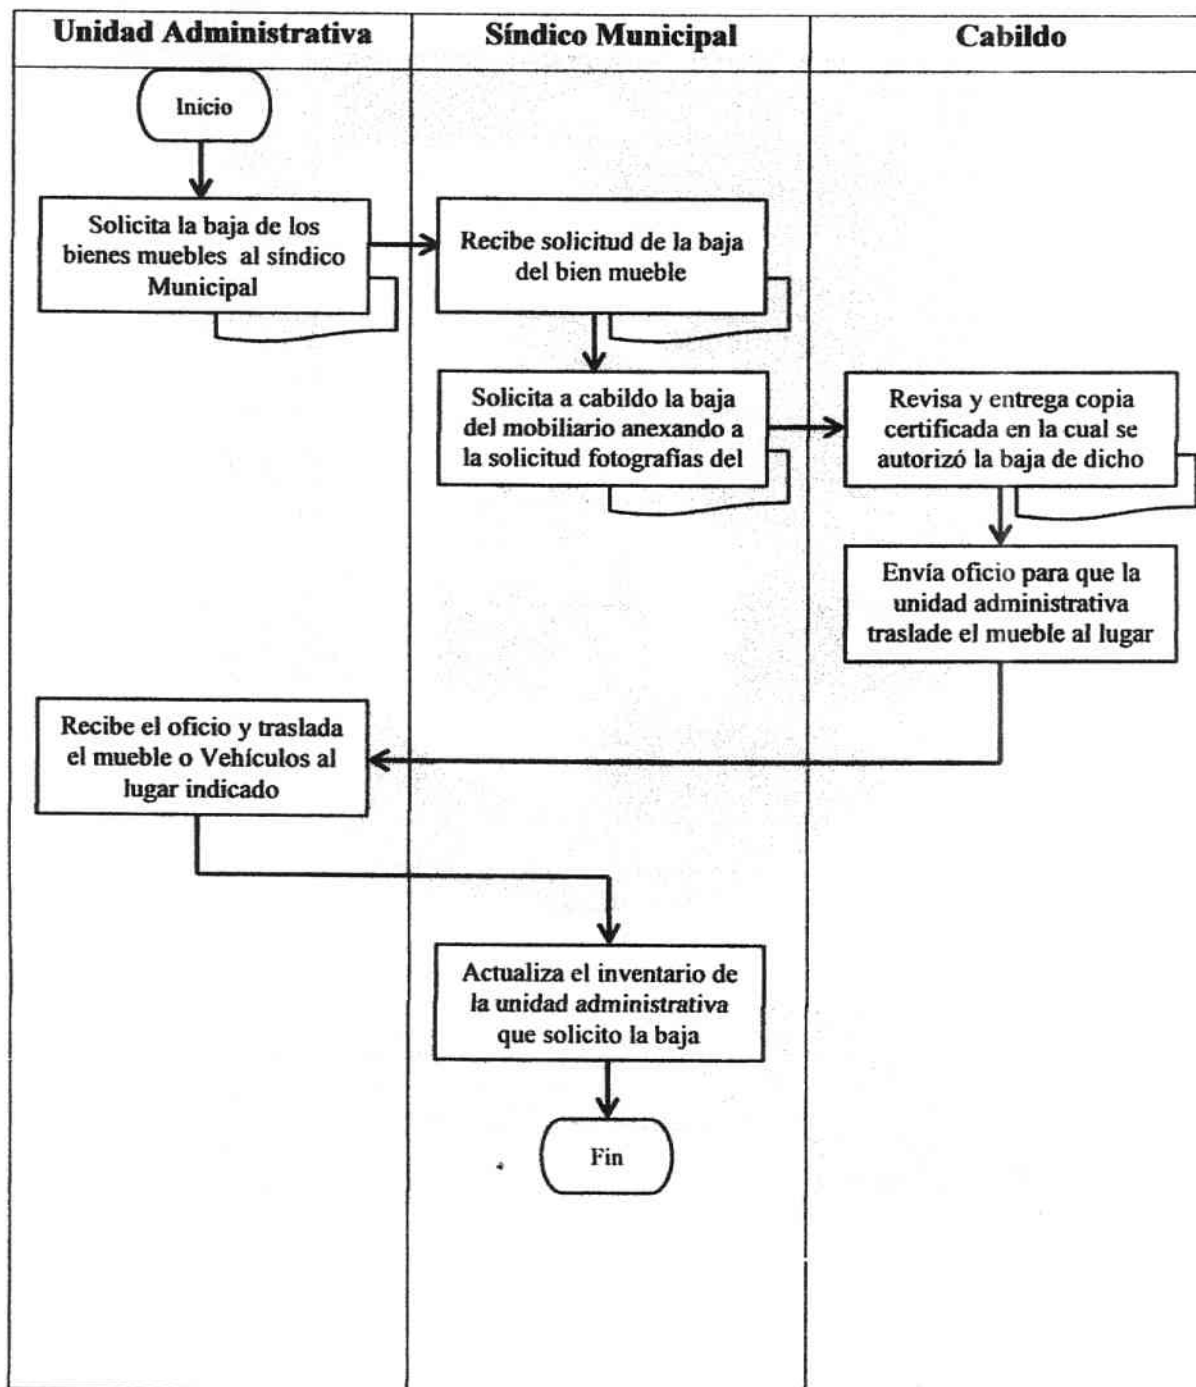 Unidad Administrativa
Síndico Municipal
Cabildo
Inicio
Solicita la baja de los
bienes muebles al síndico
Municipal
Recibe solicitud de la baja
del bien mueble
Solicita a cabildo la baja
del mobiliario anexando a
la solicitud fotografías del
Revisa y entrega copia
certificada en la cual se
autorizó la baja de dicho
Envía oficio para que la
unidad administrativa
traslade el mueble al lugar
Recibe el oficio y traslada
el mueble o Vehículos al
lugar indicado
Actualiza el inventario de
la unidad administrativa
que solicito la baja
Fin